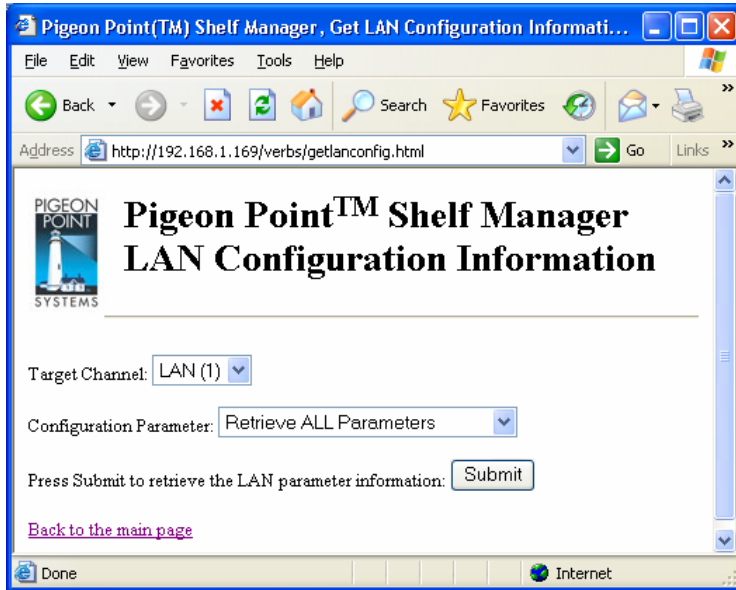 Pigeon Point(TM) Shelf Manager, Get LAN Configuration Informati...
File Edit View Favorites Tools Help
Back Search Favorites »
Address http://192.168.1.169/verbs/getlanconfig.html Go Links »
PIGEON
POINT
SYSTEMS
Pigeon Point™ Shelf Manager
LAN Configuration Information
Target Channel: LAN (1)
Configuration Parameter: Retrieve ALL Parameters
Press Submit to retrieve the LAN parameter information: Submit
Back to the main page
Done Internet